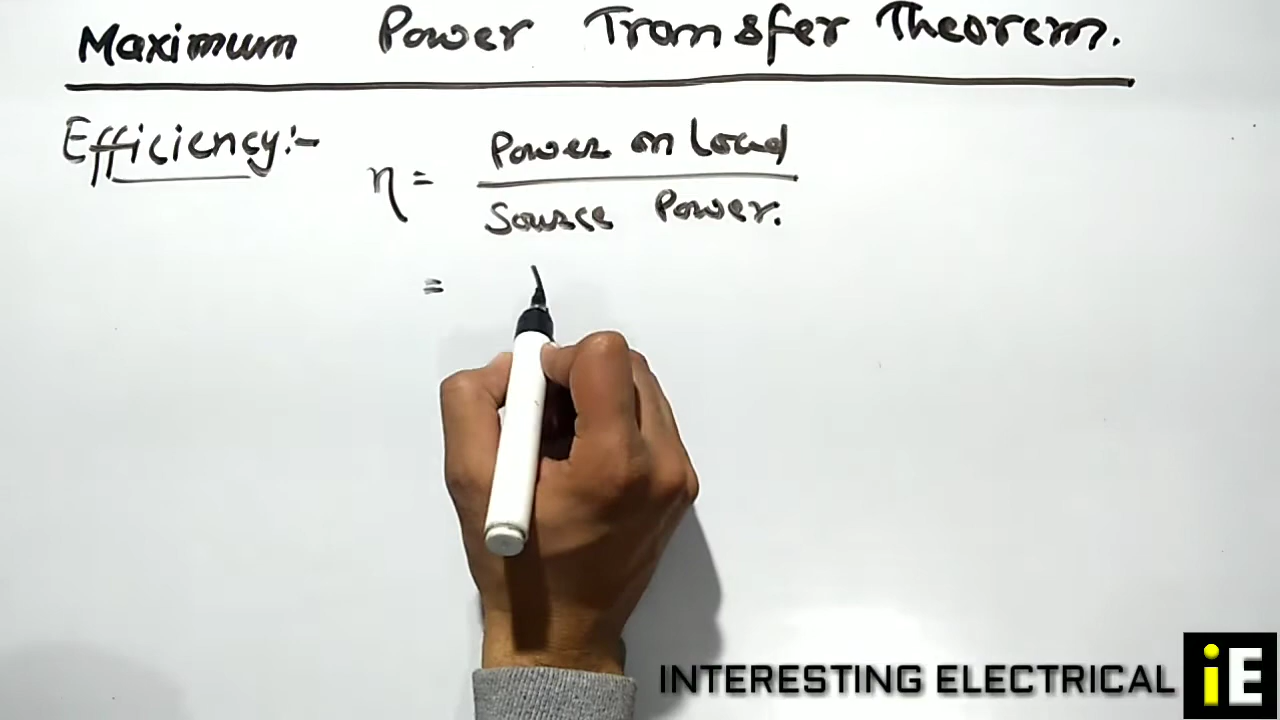 Maximum Power Transfer Theorem.
Efficiency:-
η = Power on Load
Source Power.
=
INTERESTING ELECTRICAL iE